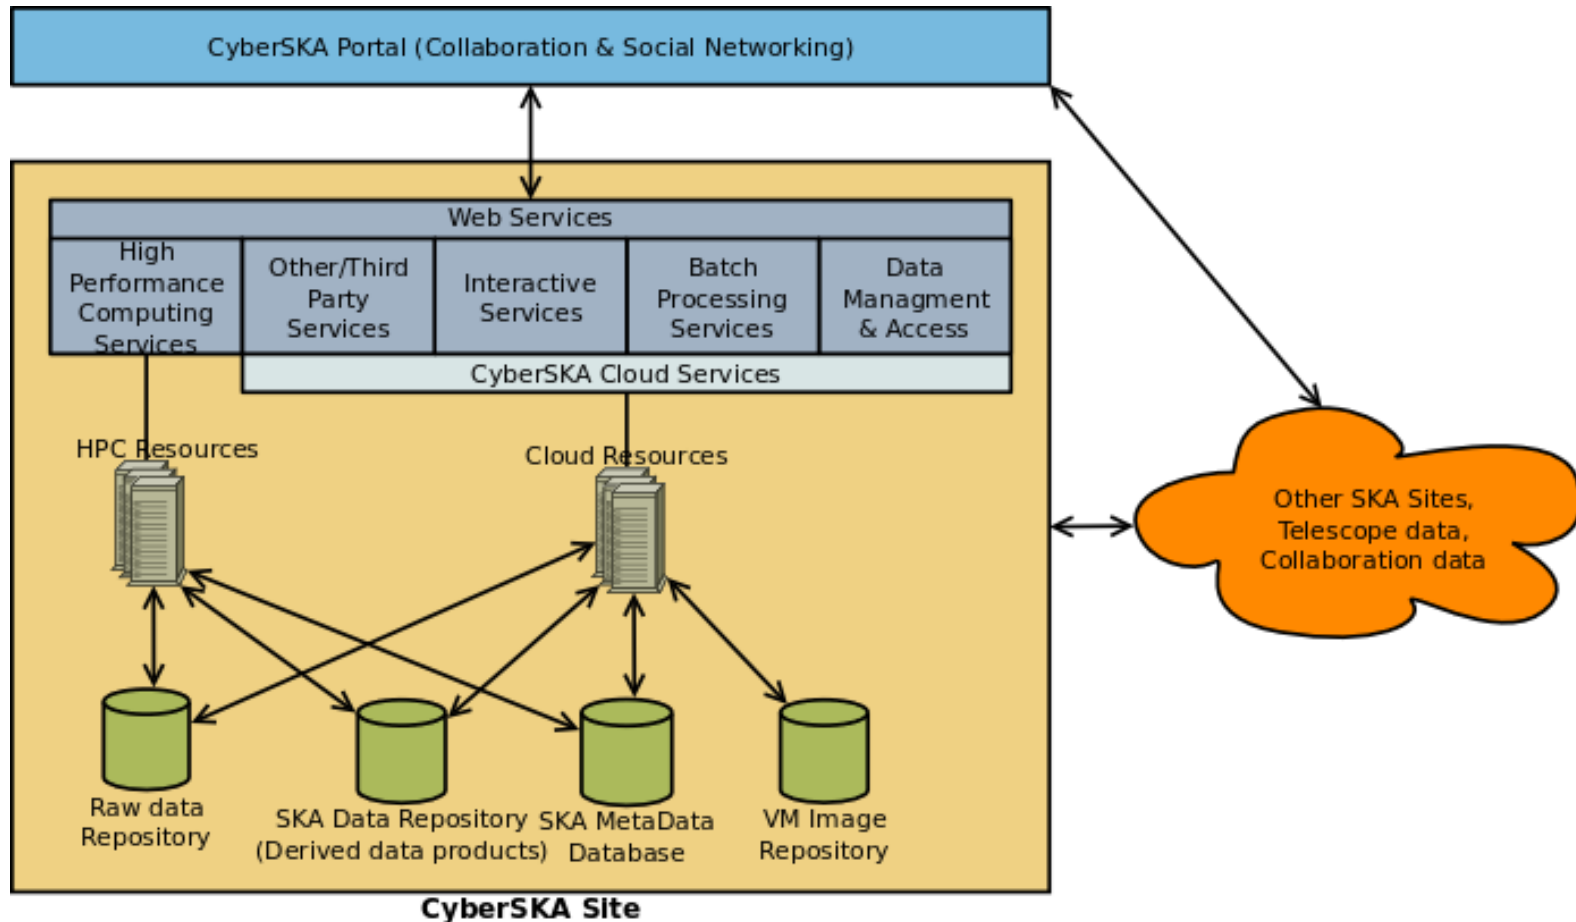 CyberSKA Portal (Collaboration & Social Networking)
Web Services
High
Performance
Computing
Services
Other/Third
Party
Services
Interactive
Services
Batch
Processing
Services
Data
Managment
& Access
CyberSKA Cloud Services
HPC Resources
Cloud Resources
Other SKA Sites,
Telescope data,
Collaboration data
Raw data
Repository
SKA Data Repository
(Derived data products)
SKA MetaData
Database
VM Image
Repository
CyberSKA Site